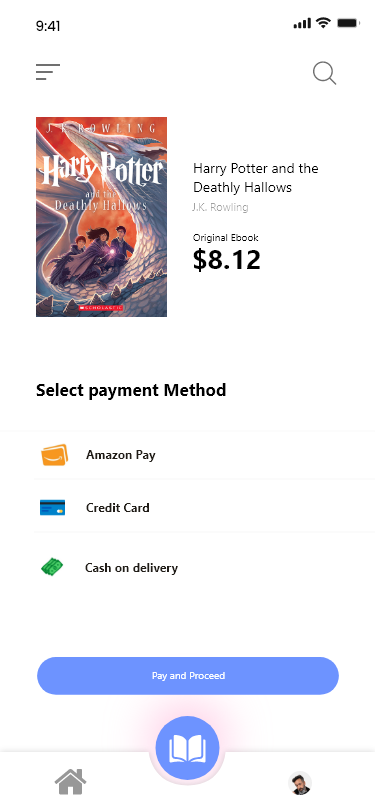 9:41
J. K. ROWLING
Harry Potter
and the
Deathly Hallows
SCHOLASTIC
Harry Potter and the
Deathly Hallows
J.K. Rowling
Original Ebook
$8.12
Select payment Method
Amazon Pay
Credit Card
Cash on delivery
Pay and Proceed